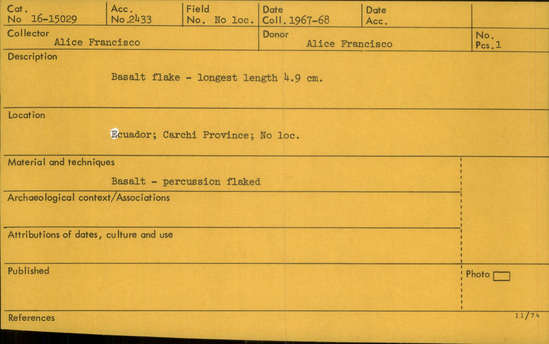 Cat. No 16-15029 Acc. No. 2433 Field No. No loc. Date Coll. 1967-68 Date Acc.
Collector Alice Francisco Donor Alice Francisco No. Pcs. 1
Description
Basalt flake - longest length 4.9 cm.
Location
Ecuador; Carchi Province; No loc.
Material and techniques
Basalt - percussion flaked
Archaeological context/Associations
Attributions of dates, culture and use
Published Photo
References 11/74